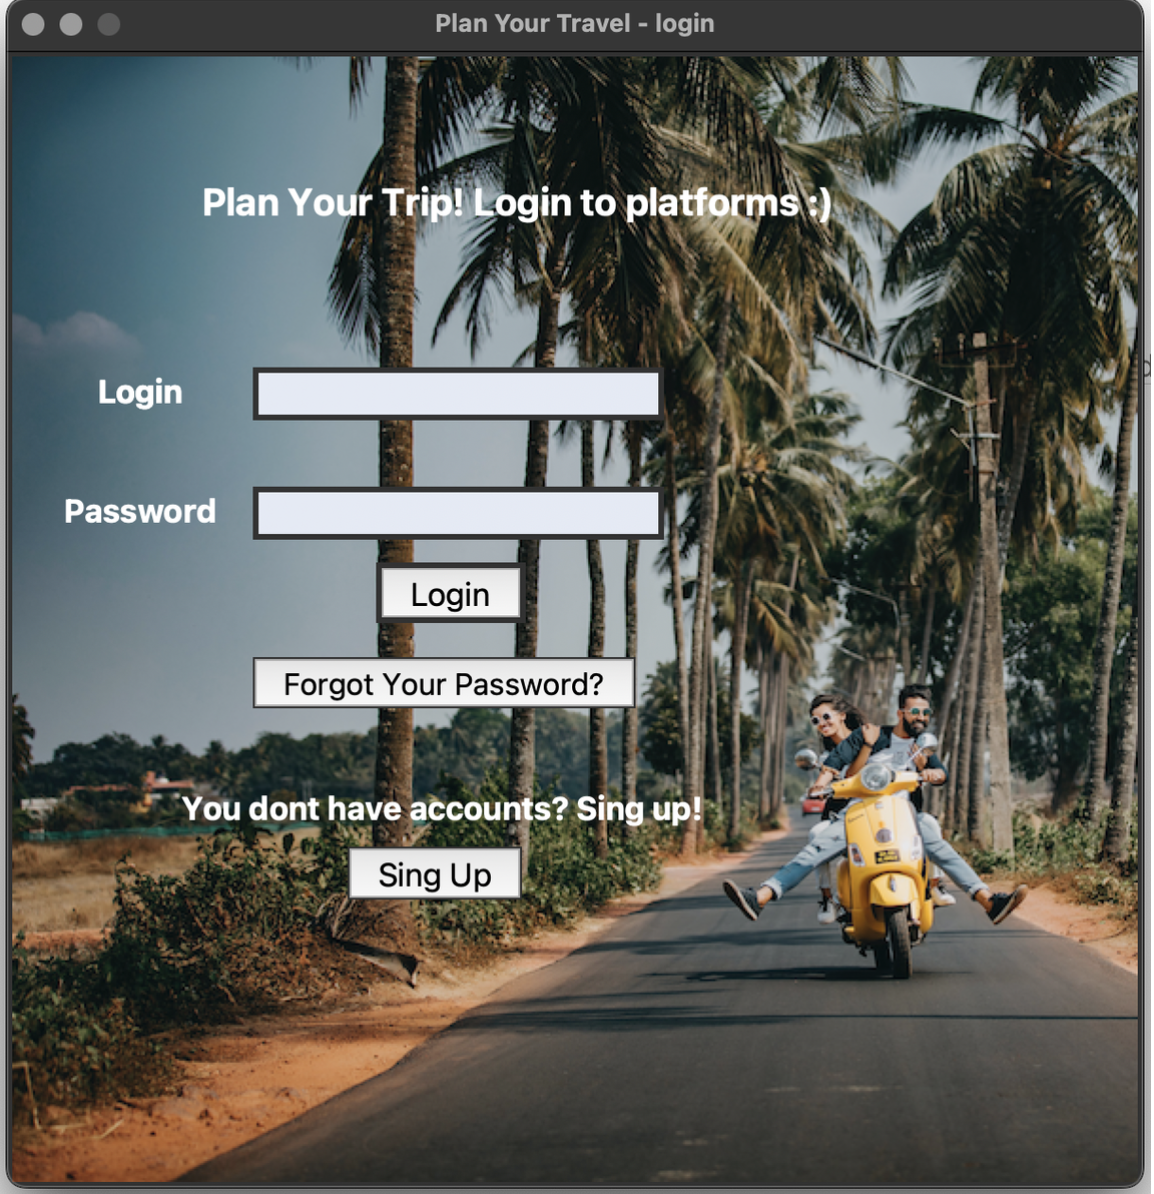 Plan Your Travel - login
Plan Your Trip! Login to platforms :)
Login
Password
Login
Forgot Your Password?
You dont have accounts? Sing up!
Sing Up